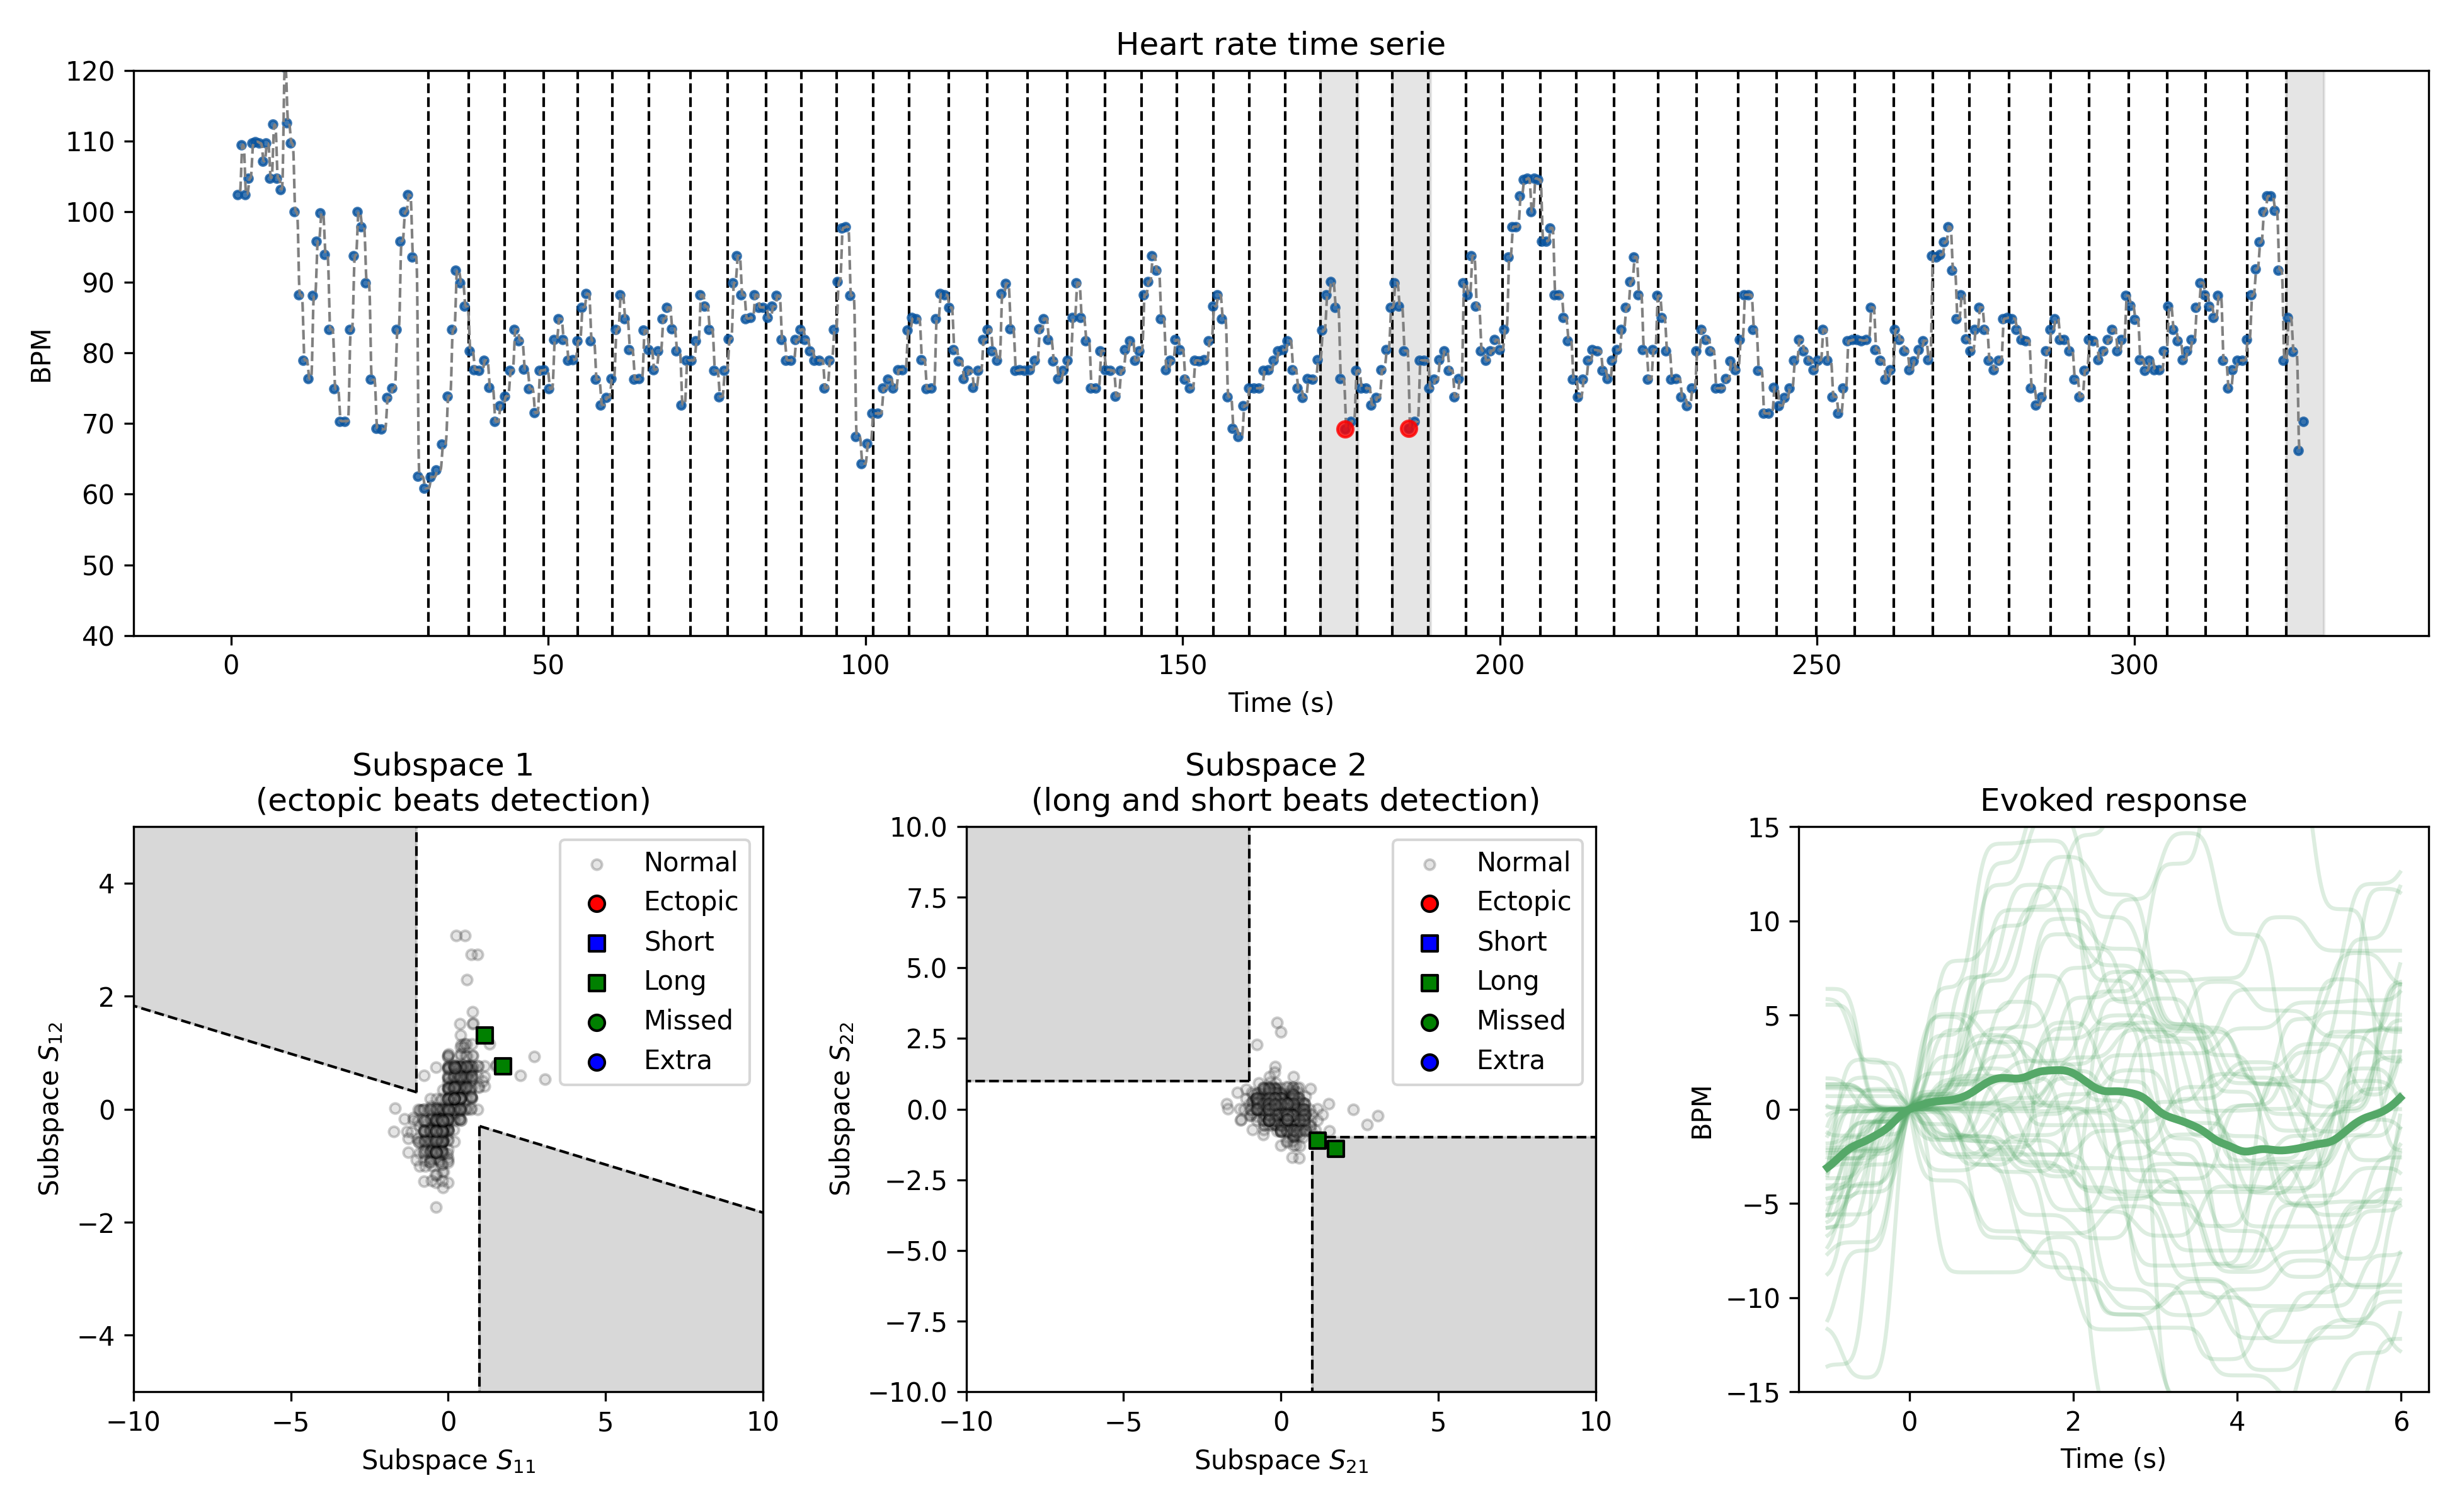 Heart rate time serie
120
110
100
90
80
70
60
50
40
BPM
0 50 100 150 200 250 300
Time (s)
Subspace 1
(ectopic beats detection)
4
2
0
−2
−4
Subspace S₁₂
Normal
Ectopic
Short
Long
Missed
Extra
−10 −5 0 5 10
Subspace S₁₁
Subspace 2
(long and short beats detection)
10.0
7.5
5.0
2.5
0.0
−2.5
−5.0
−7.5
−10.0
Subspace S₂₂
Normal
Ectopic
Short
Long
Missed
Extra
−10 −5 0 5 10
Subspace S₂₁
Evoked response
15
10
5
0
−5
−10
−15
BPM
0 2 4 6
Time (s)